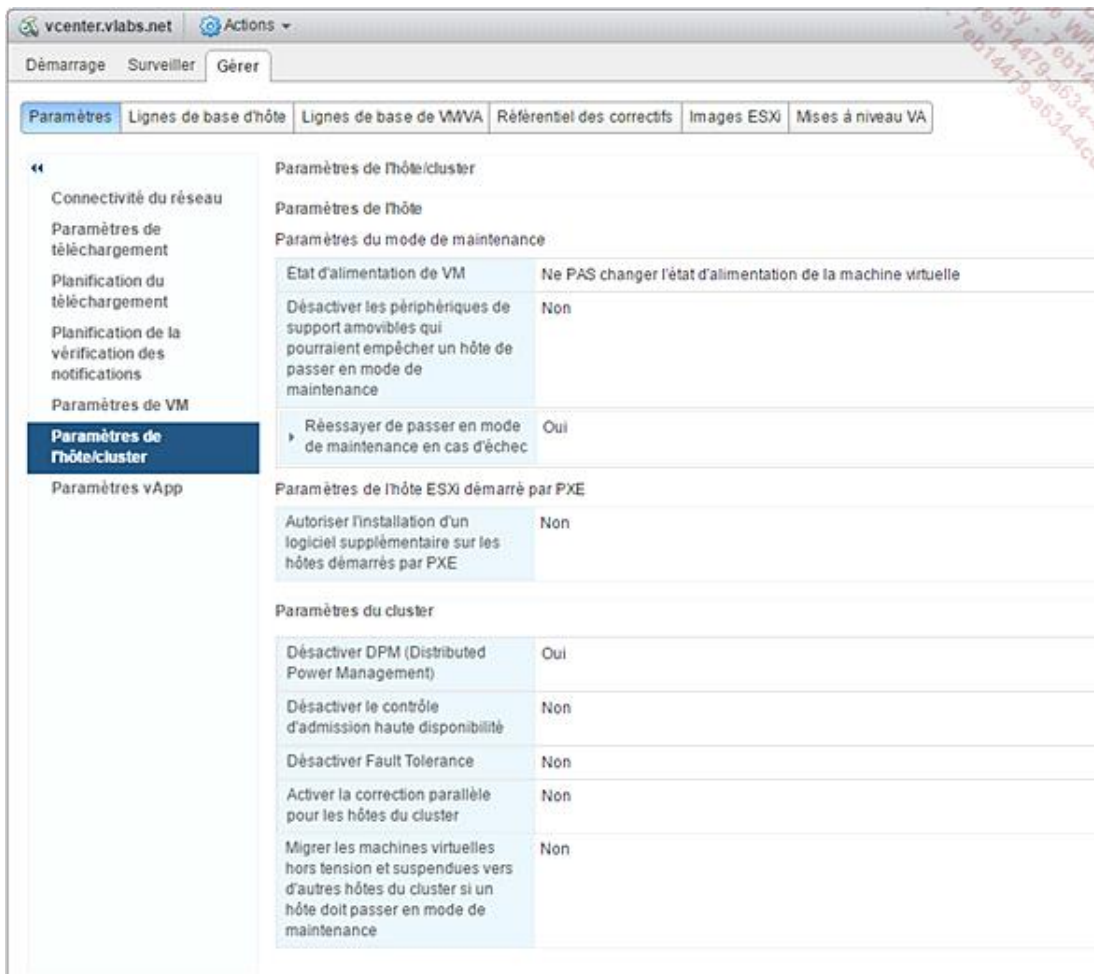 vcenter.vlabs.net
Actions
Démarrage
Surveiller
Gérer
Paramètres
Lignes de base d'hôte
Lignes de base de VM/VA
Référentiel des correctifs
Images ESXi
Mises à niveau VA
Connectivité du réseau
Paramètres de
téléchargement
Planification du
téléchargement
Planification de la
vérification des
notifications
Paramètres de VM
Paramètres de
l'hôte/cluster
Paramètres vApp
Paramètres de l'hôte/cluster
Paramètres de l'hôte
Paramètres du mode de maintenance
État d'alimentation de VM
Ne PAS changer l'état d'alimentation de la machine virtuelle
Désactiver les périphériques de
support amovibles qui
pourraient empêcher un hôte de
passer en mode de
maintenance
Non
Réessayer de passer en mode
de maintenance en cas d'échec
Oui
Paramètres de l'hôte ESXi démarré par PXE
Autoriser l'installation d'un
logiciel supplémentaire sur les
hôtes démarrés par PXE
Non
Paramètres du cluster
Désactiver DPM (Distributed
Power Management)
Oui
Désactiver le contrôle
d'admission haute disponibilité
Non
Désactiver Fault Tolerance
Non
Activer la correction parallèle
pour les hôtes du cluster
Non
Migrer les machines virtuelles
hors tension et suspendues vers
d'autres hôtes du cluster si un
hôte doit passer en mode de
maintenance
Non